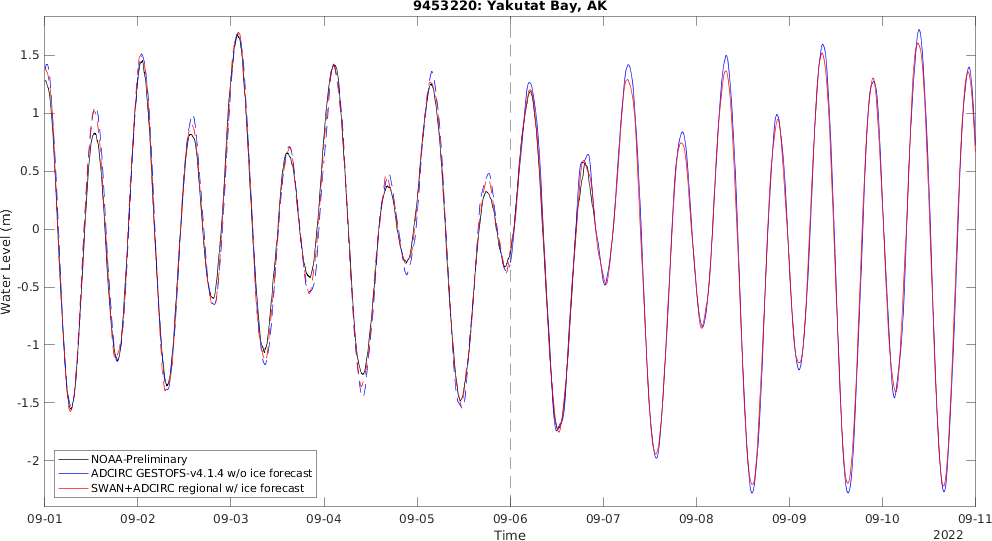 9453220: Yakutat Bay, AK
Water Level (m)
1.5
1
0.5
0
-0.5
-1
-1.5
-2
NOAA-Preliminary
ADCIRC GESTOFS-v4.1.4 w/o ice forecast
SWAN+ADCIRC regional w/ ice forecast
09-01 09-02 09-03 09-04 09-05 09-06 09-07 09-08 09-09 09-10 09-11
Time
2022